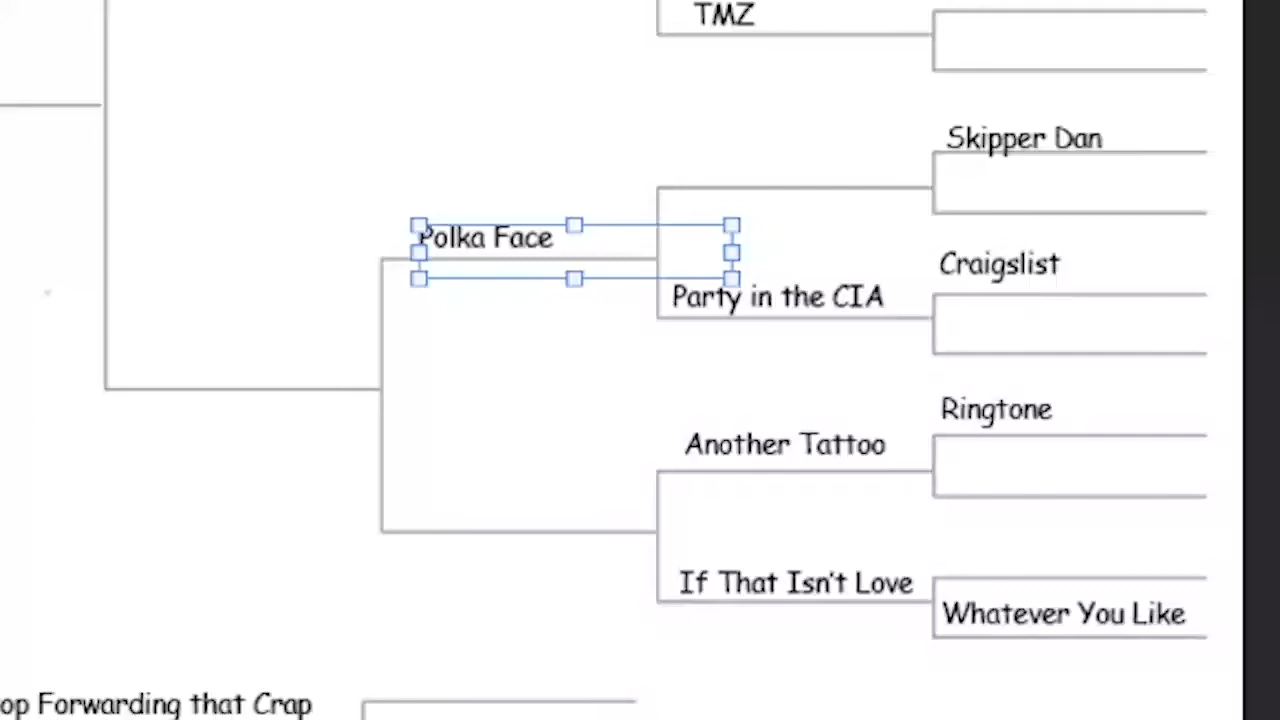 TMZ
Skipper Dan
Polka Face
Craigslist
Party in the CIA
Ringtone
Another Tattoo
If That Isn't Love
Whatever You Like
op Forwarding that Crap